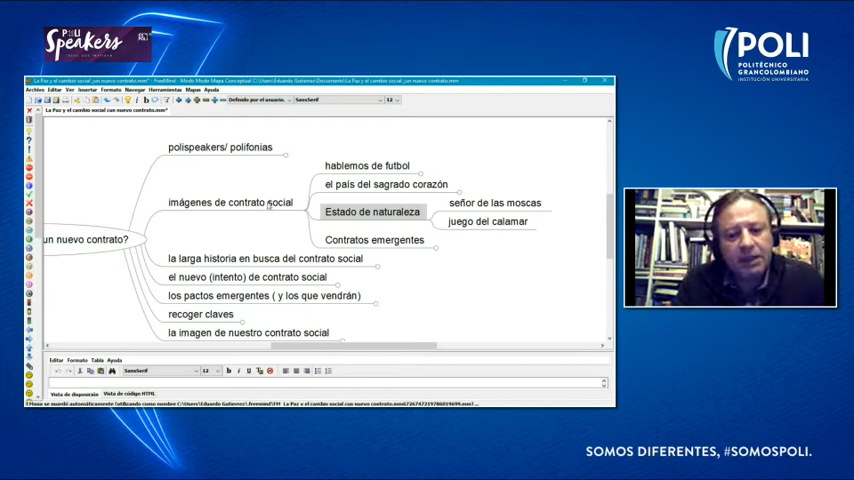 POLI
Speakers
POLI
POLITÉCNICO
GRANCOLOMBIANO
INSTITUCIÓN UNIVERSITARIA
La Paz y el cambio social ¿un nuevo contrato.mm* - FreeMind - Modo Modo Mapa Conceptual C:\Users\Eduardo Gutierrez\Documents\La Paz y el cambio social ¿un nuevo contrato.mm
Archivo Editar Ver Insertar Formato Navegar Herramientas Mapas Ayuda
Definido por el usuario. SansSerif 12
La Paz y el cambio social ¿un nuevo contrato.mm*
polispeakers/ polifonias
hablemos de futbol
el país del sagrado corazón
imágenes de contrato social
señor de las moscas
Estado de naturaleza
juego del calamar
un nuevo contrato?
Contratos emergentes
la larga historia en busca del contrato social
el nuevo (intento) de contrato social
los pactos emergentes ( y los que vendrán)
recoger claves
la imagen de nuestro contrato social
Editar Formato Tabla Ayuda
SansSerif 12
Vista de disposición Vista de código HTML
SOMOS DIFERENTES, #SOMOSPOLI.